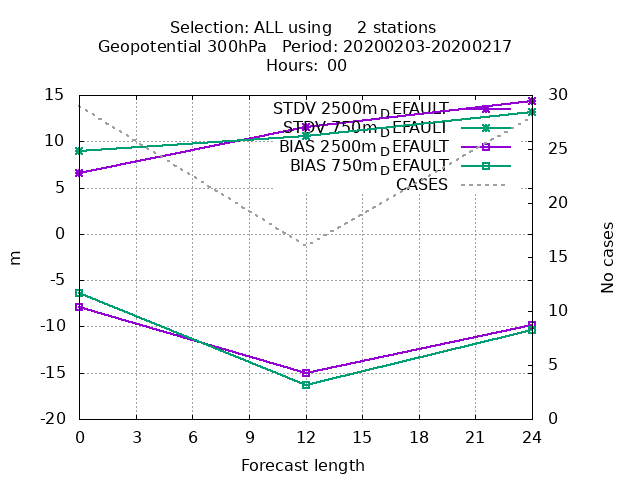 Selection: ALL using     2 stations
Geopotential 300hPa   Period: 20200203-20200217
Hours: 00
STDV 2500m_DEFAULT
STDV 750m_DEFAULT
BIAS 2500m_DEFAULT
BIAS 750m_DEFAULT
CASES
15
10
5
0
-5
-10
-15
-20
m
30
25
20
15
10
5
0
No cases
0 3 6 9 12 15 18 21 24
Forecast length